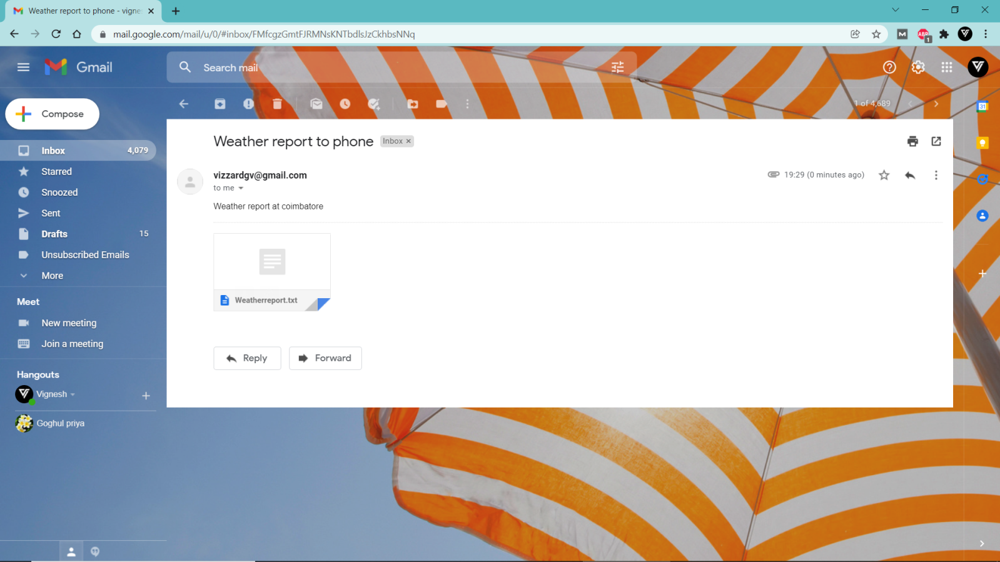 Weather report to phone - vigne
mail.google.com/mail/u/0/#inbox/FMfcgzGmtFJRMNsKNTbdlsJzCkhbsNNq
M
ABP
1
Gmail
Search mail
Compose
1 of 4,689
31
Inbox 4,079
Starred
Snoozed
Sent
Drafts 15
Unsubscribed Emails
More
Meet
New meeting
Join a meeting
Hangouts
Vignesh
Goghul priya
Weather report to phone Inbox x
vizzardgv@gmail.com 19:29 (0 minutes ago)
to me
Weather report at coimbatore
Weatherreport.txt
Reply Forward